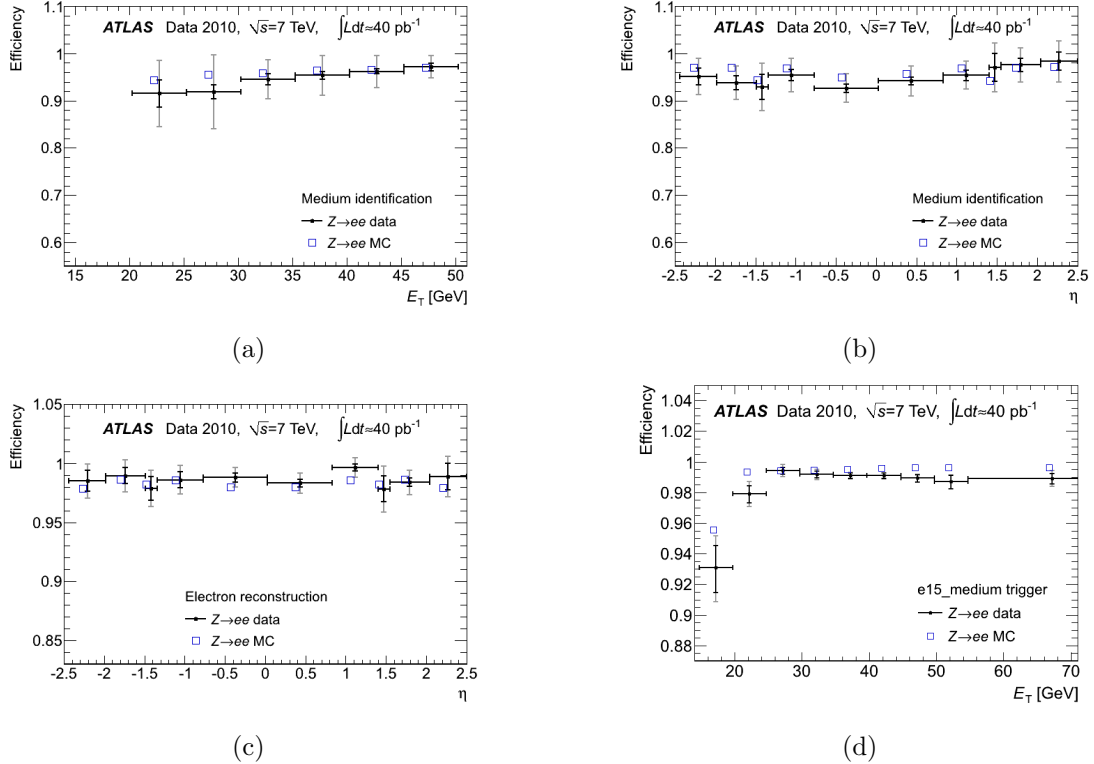 Efficiency
1.1
1
0.9
0.8
0.7
0.6
ATLAS Data 2010, √s=7 TeV, ∫Ldt≈40 pb⁻¹
Medium identification
Z→ee data
Z→ee MC
15 20 25 30 35 40 45 50
E_T [GeV]
(a)
Efficiency
1.1
1
0.9
0.8
0.7
0.6
ATLAS Data 2010, √s=7 TeV, ∫Ldt≈40 pb⁻¹
Medium identification
Z→ee data
Z→ee MC
-2.5 -2 -1.5 -1 -0.5 0 0.5 1 1.5 2 2.5
η
(b)
Efficiency
1.05
1
0.95
0.9
0.85
ATLAS Data 2010, √s=7 TeV, ∫Ldt≈40 pb⁻¹
Electron reconstruction
Z→ee data
Z→ee MC
-2.5 -2 -1.5 -1 -0.5 0 0.5 1 1.5 2 2.5
η
(c)
Efficiency
1.04
1.02
1
0.98
0.96
0.94
0.92
0.9
0.88
ATLAS Data 2010, √s=7 TeV, ∫Ldt≈40 pb⁻¹
e15_medium trigger
Z→ee data
Z→ee MC
20 30 40 50 60 70
E_T [GeV]
(d)